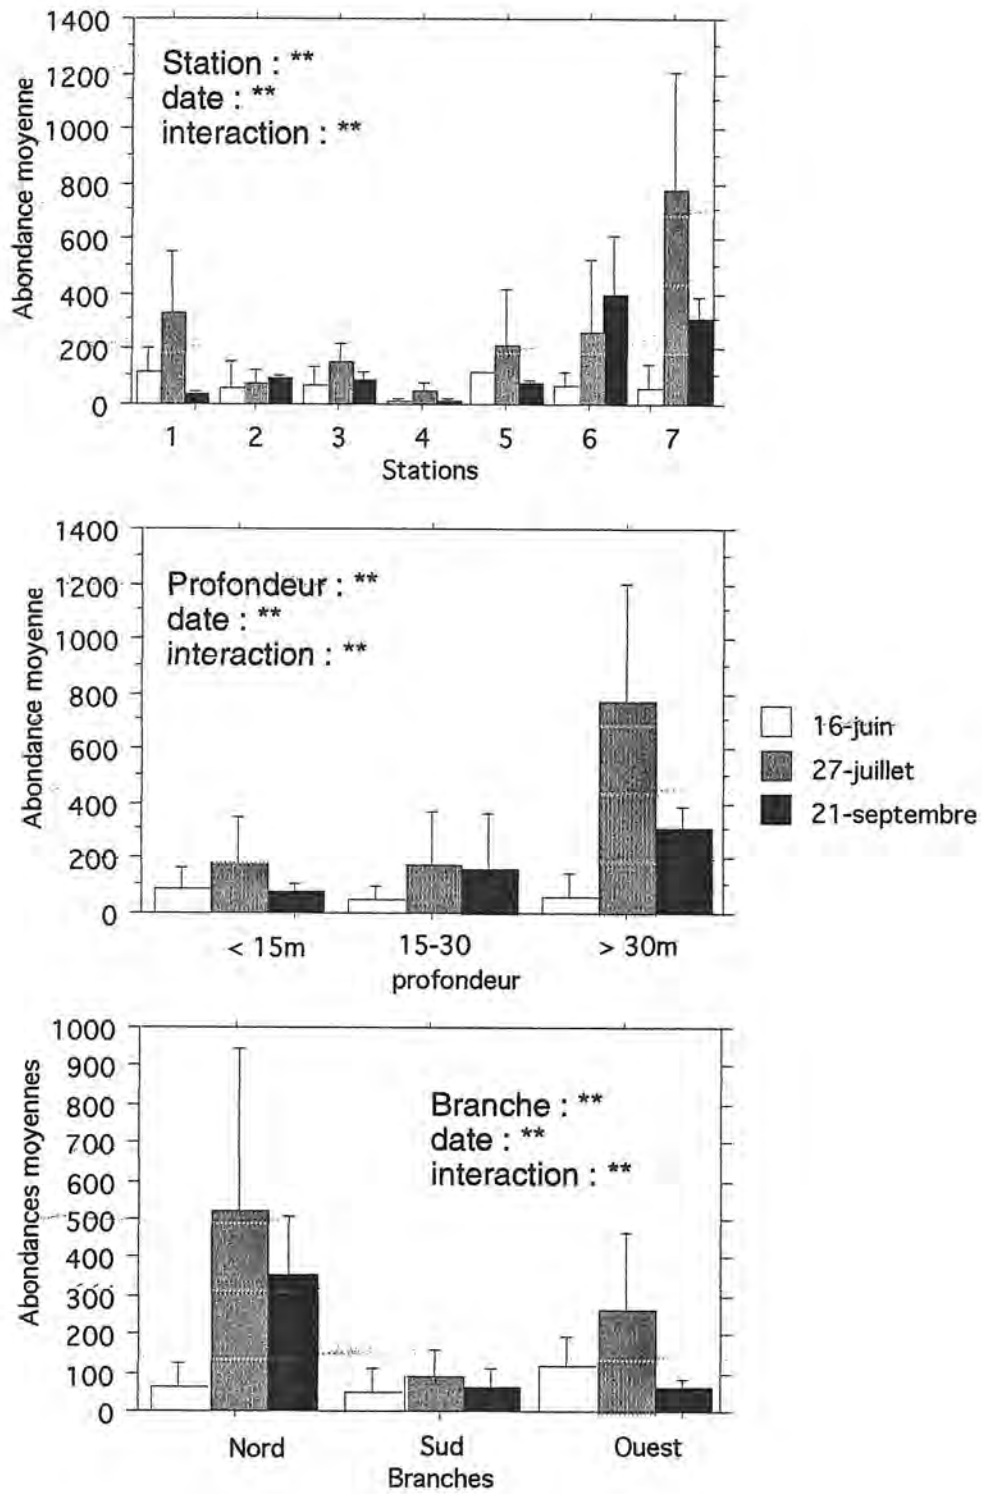 1400
1200
1000
800
600
400
200
0
Abondance moyenne
Station : **
date : **
interaction : **
1 2 3 4 5 6 7
Stations
1400
1200
1000
800
600
400
200
0
Abondance moyenne
Profondeur : **
date : **
interaction : **
< 15m 15-30 > 30m
profondeur
16-juin
27-juillet
21-septembre
1000
900
800
700
600
500
400
300
200
100
0
Abondances moyennes
Branche : **
date : **
interaction : **
Nord Sud Ouest
Branches